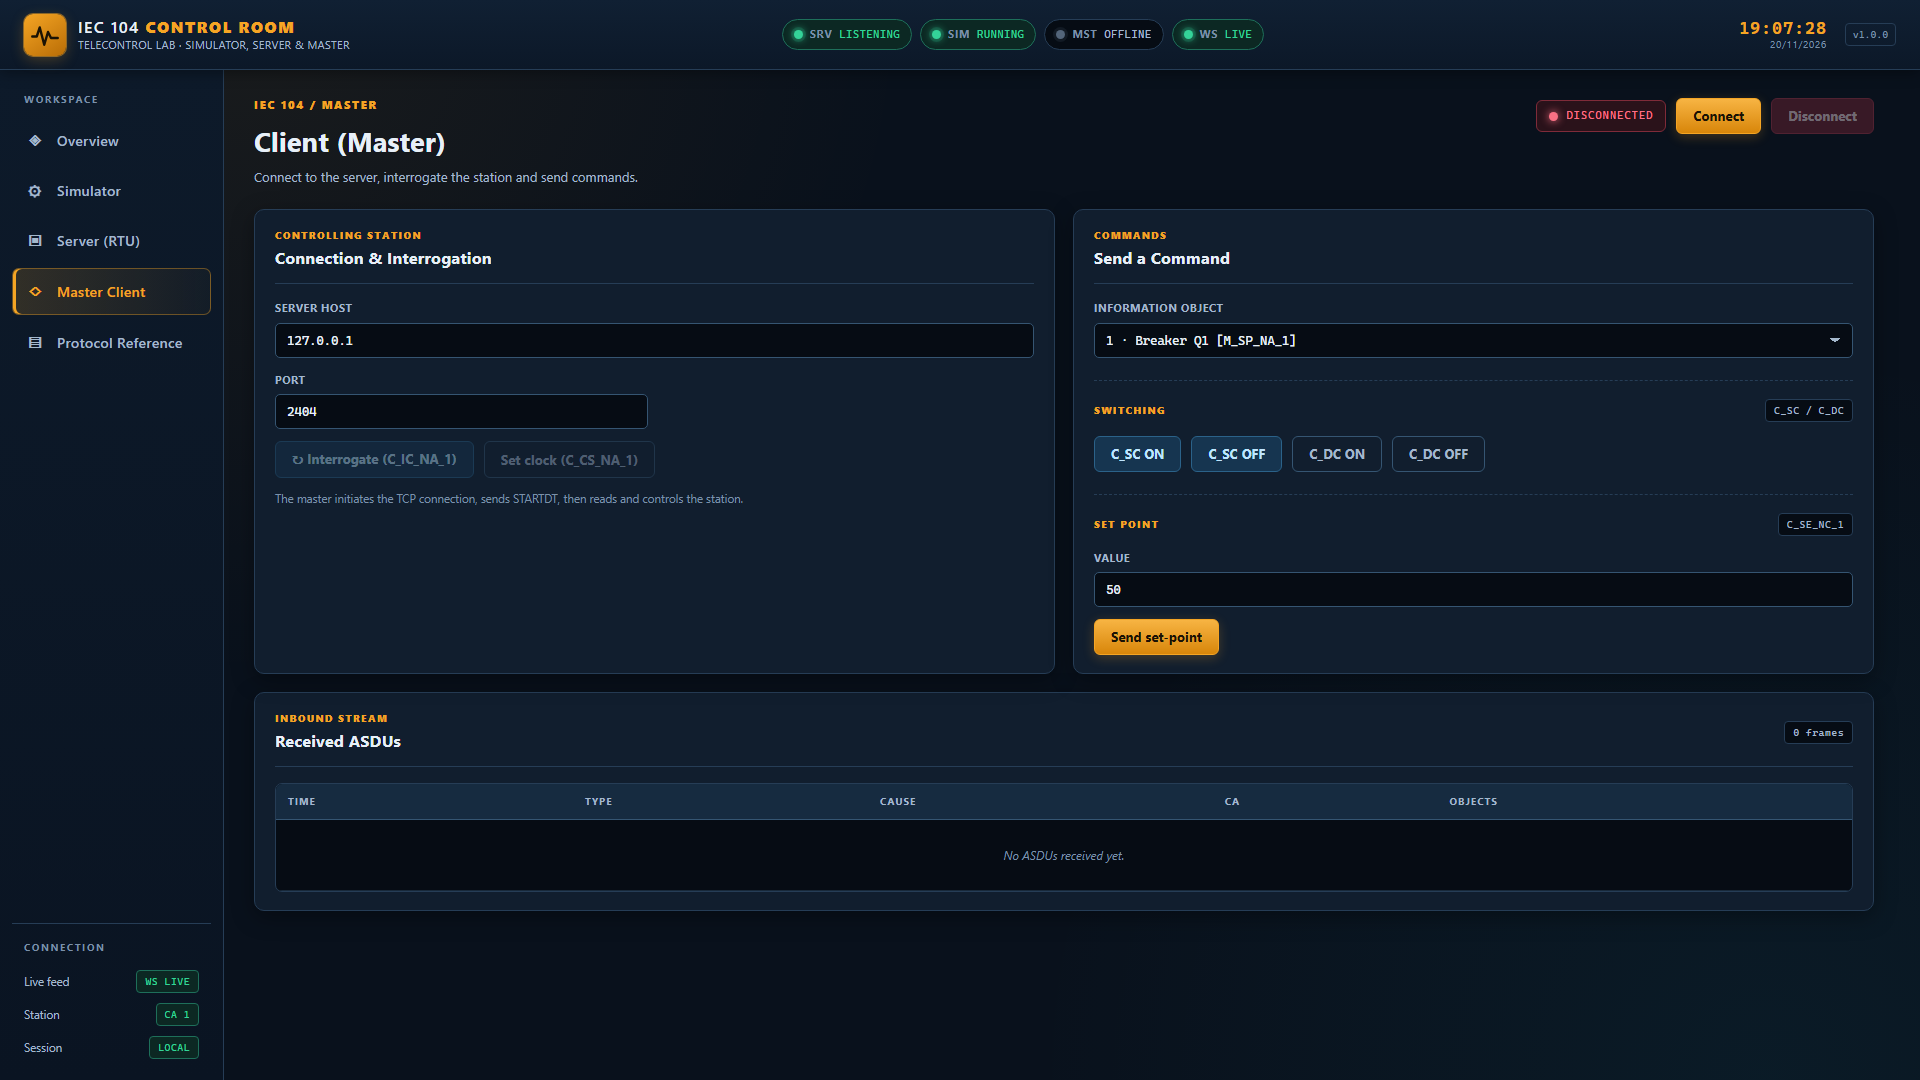 IEC 104 CONTROL ROOM
TELECONTROL LAB · SIMULATOR, SERVER & MASTER
SRV LISTENING
SIM RUNNING
MST OFFLINE
WS LIVE
19:07:28
20/11/2026
v1.0.0
WORKSPACE
Overview
Simulator
Server (RTU)
Master Client
Protocol Reference
CONNECTION
Live feed WS LIVE
Station CA 1
Session LOCAL
IEC 104 / MASTER
Client (Master)
Connect to the server, interrogate the station and send commands.
DISCONNECTED
Connect
Disconnect
CONTROLLING STATION
Connection & Interrogation
SERVER HOST
127.0.0.1
PORT
2404
↻ Interrogate (C_IC_NA_1)
Set clock (C_CS_NA_1)
The master initiates the TCP connection, sends STARTDT, then reads and controls the station.
COMMANDS
Send a Command
INFORMATION OBJECT
1 · Breaker Q1 [M_SP_NA_1]
SWITCHING
C_SC / C_DC
C_SC ON
C_SC OFF
C_DC ON
C_DC OFF
SET POINT
C_SE_NC_1
VALUE
50
Send set-point
INBOUND STREAM
Received ASDUs
0 frames
TIME TYPE CAUSE CA OBJECTS
No ASDUs received yet.